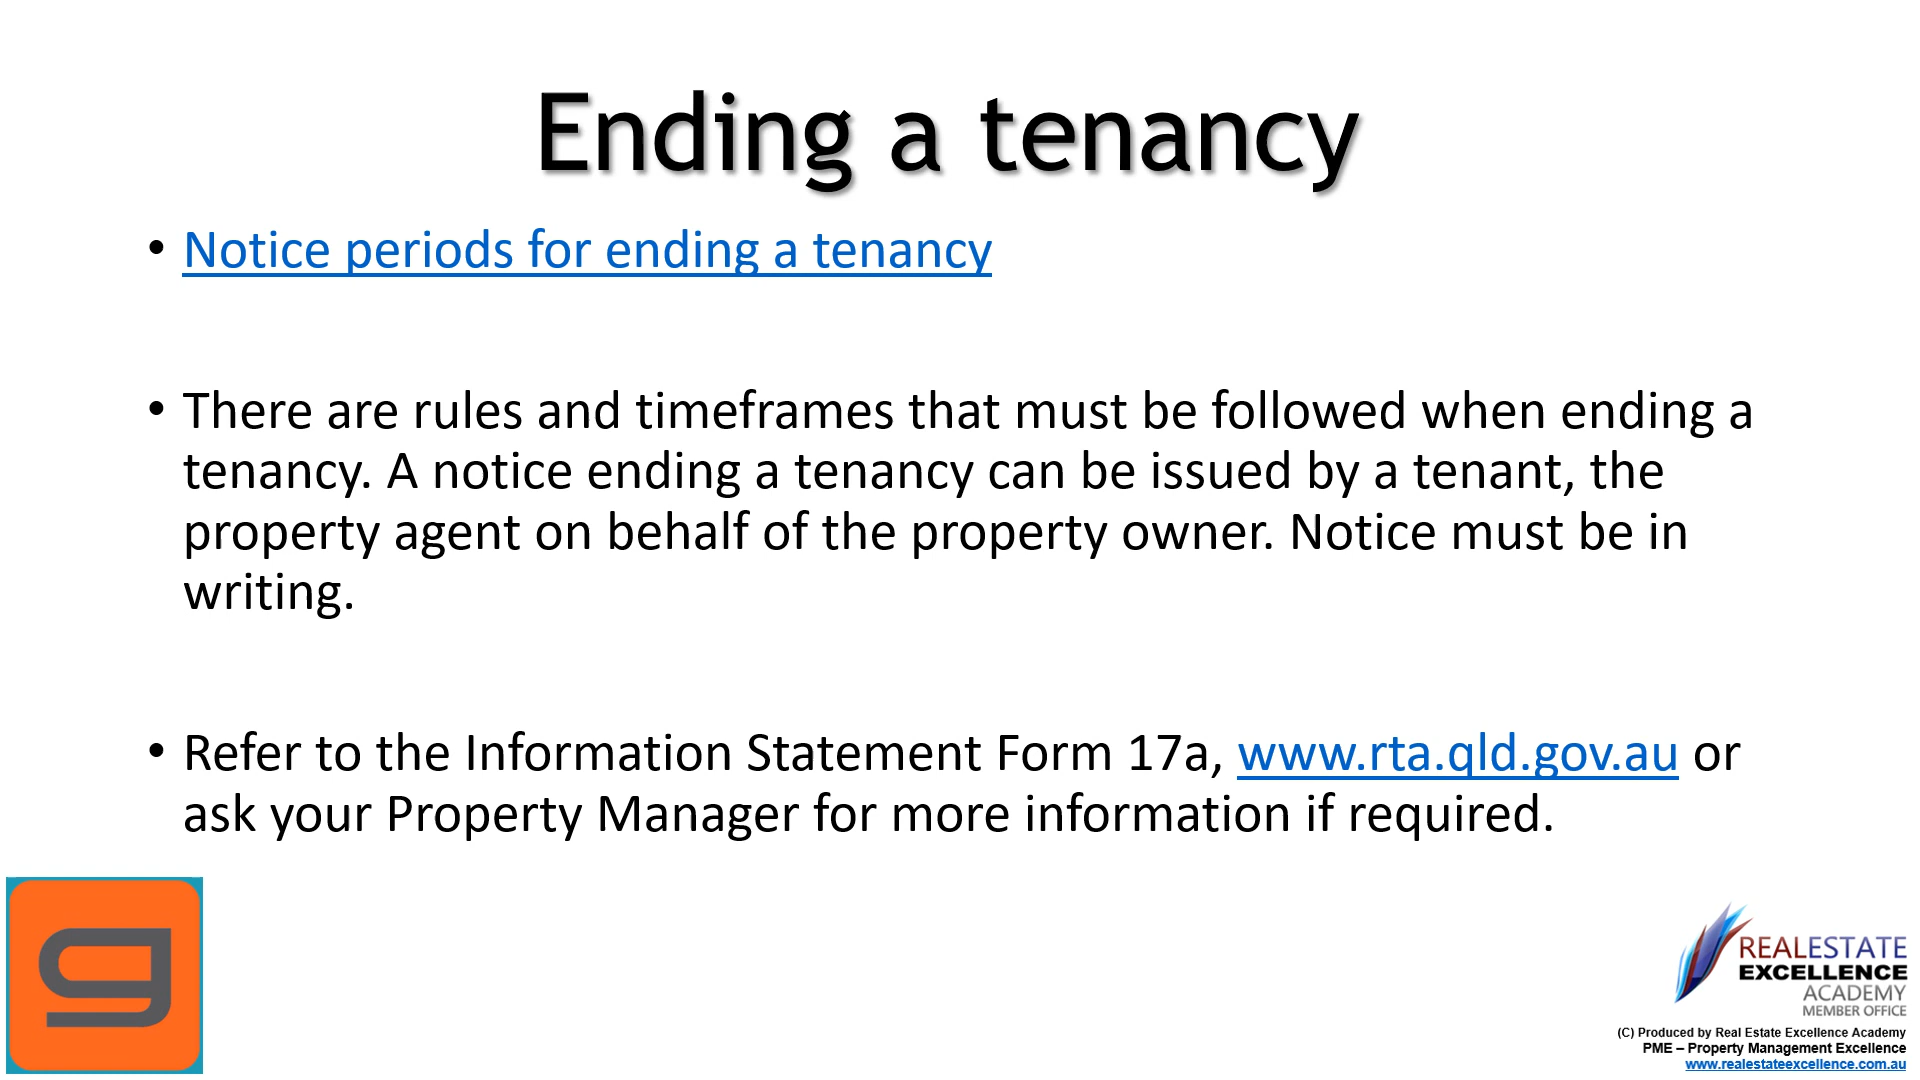 Ending a tenancy
• Notice periods for ending a tenancy
• There are rules and timeframes that must be followed when ending a
tenancy. A notice ending a tenancy can be issued by a tenant, the
property agent on behalf of the property owner. Notice must be in
writing.
• Refer to the Information Statement Form 17a, www.rta.qld.gov.au or
ask your Property Manager for more information if required.
g
REALESTATE
EXCELLENCE
ACADEMY
MEMBER OFFICE
(C) Produced by Real Estate Excellence Academy
PME – Property Management Excellence
www.realestateexcellence.com.au